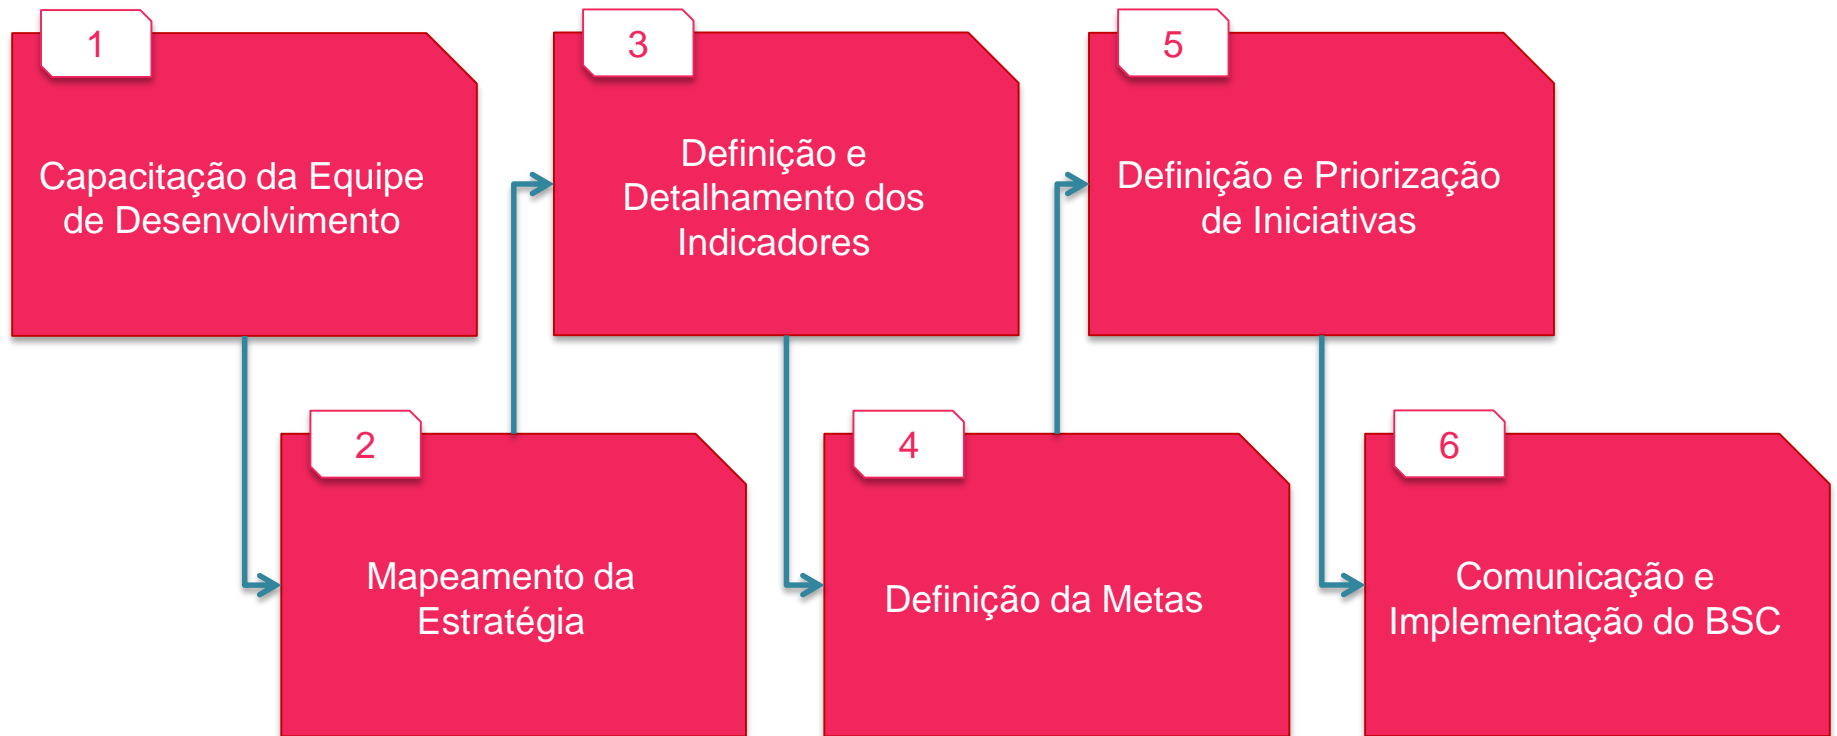 1
Capacitação da Equipe
de Desenvolvimento
2
Mapeamento da
Estratégia
3
Definição e
Detalhamento dos
Indicadores
4
Definição da Metas
5
Definição e Priorização
de Iniciativas
6
Comunicação e
Implementação do BSC